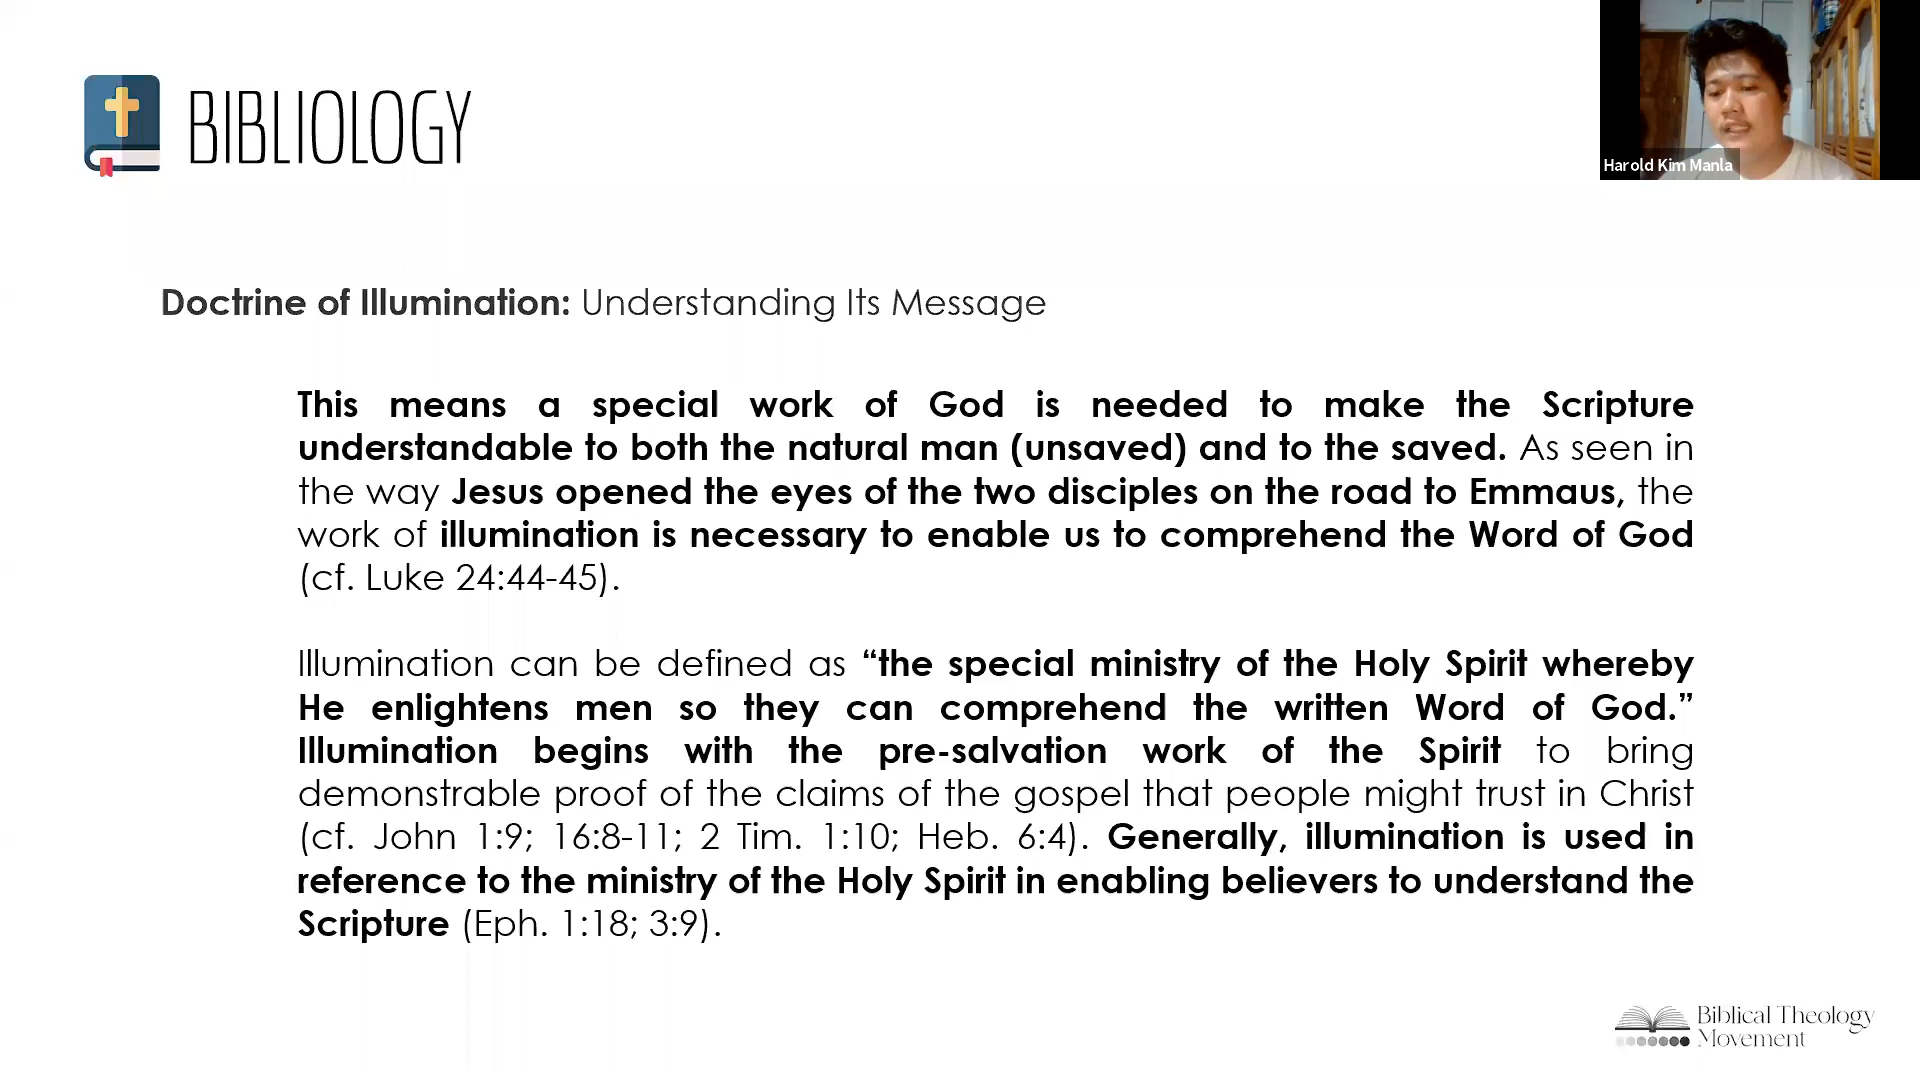 BIBLIOLOGY
Harold Kim Manla
Doctrine of Illumination: Understanding Its Message
This means a special work of God is needed to make the Scripture
understandable to both the natural man (unsaved) and to the saved. As seen in
the way Jesus opened the eyes of the two disciples on the road to Emmaus, the
work of illumination is necessary to enable us to comprehend the Word of God
(cf. Luke 24:44-45).
Illumination can be defined as “the special ministry of the Holy Spirit whereby
He enlightens men so they can comprehend the written Word of God.”
Illumination begins with the pre-salvation work of the Spirit to bring
demonstrable proof of the claims of the gospel that people might trust in Christ
(cf. John 1:9; 16:8-11; 2 Tim. 1:10; Heb. 6:4). Generally, illumination is used in
reference to the ministry of the Holy Spirit in enabling believers to understand the
Scripture (Eph. 1:18; 3:9).
Biblical Theology
Movement